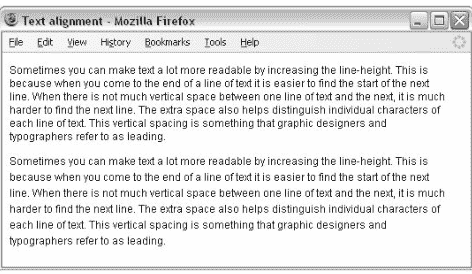 Text alignment - Mozilla Firefox
File Edit View History Bookmarks Tools Help
Sometimes you can make text a lot more readable by increasing the line-height. This is
because when you come to the end of a line of text it is easier to find the start of the next
line. When there is not much vertical space between one line of text and the next, it is much
harder to find the next line. The extra space also helps distinguish individual characters of
each line of text. This vertical spacing is something that graphic designers and
typographers refer to as leading.
Sometimes you can make text a lot more readable by increasing the line-height. This is
because when you come to the end of a line of text it is easier to find the start of the next
line. When there is not much vertical space between one line of text and the next, it is much
harder to find the next line. The extra space also helps distinguish individual characters of
each line of text. This vertical spacing is something that graphic designers and
typographers refer to as leading.